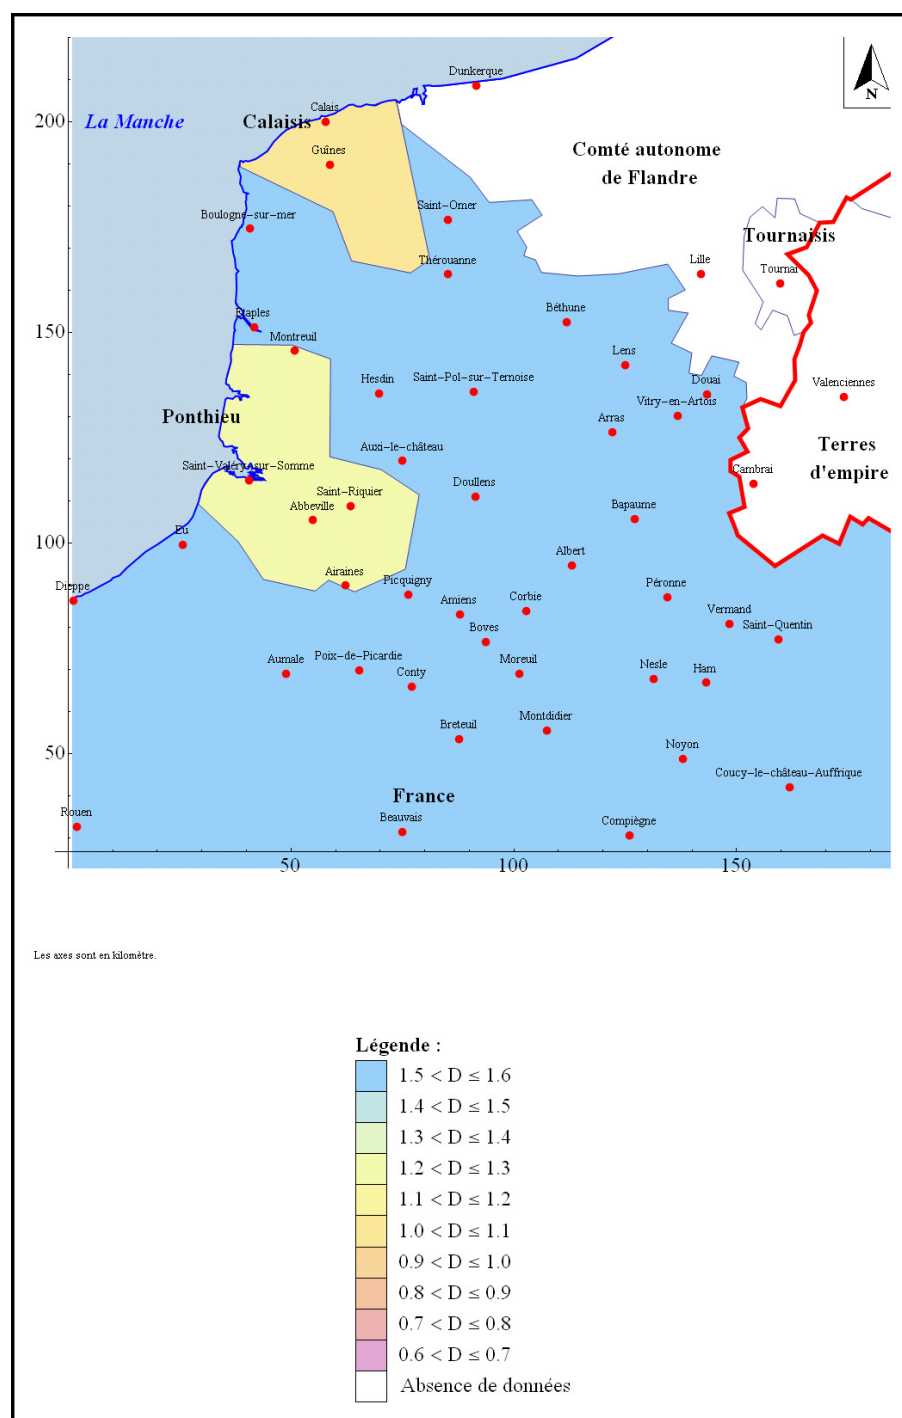 Dunkerque
N
Calais
200
La Manche
Calaisis
Guînes
Comté autonome
de Flandre
Saint-Omer
Boulogne-sur-mer
Tournaisis
Thérouanne
Lille
Tournai
Etaples
Béthune
150
Montreuil
Lens
Hesdin
Saint-Pol-sur-Ternoise
Douai
Valenciennes
Vitry-en-Artois
Ponthieu
Arras
Auxi-le-château
Terres
d'empire
Saint-Valéry-sur-Somme
Cambrai
Doullens
Saint-Riquier
Abbeville
Bapaume
Eu
100
Albert
Airaines
Picquigny
Dieppe
Péronne
Amiens
Corbie
Vermand
Boves
Saint-Quentin
Aumale
Poix-de-Picardie
Conty
Moreuil
Nesle
Ham
Breteuil
Montdidier
50
Noyon
Coucy-le-château-Auffrique
France
Rouen
Beauvais
Compiègne
50
100
150
Les axes sont en kilomètre.
Légende :
1.5 < D ≤ 1.6
1.4 < D ≤ 1.5
1.3 < D ≤ 1.4
1.2 < D ≤ 1.3
1.1 < D ≤ 1.2
1.0 < D ≤ 1.1
0.9 < D ≤ 1.0
0.8 < D ≤ 0.9
0.7 < D ≤ 0.8
0.6 < D ≤ 0.7
Absence de données